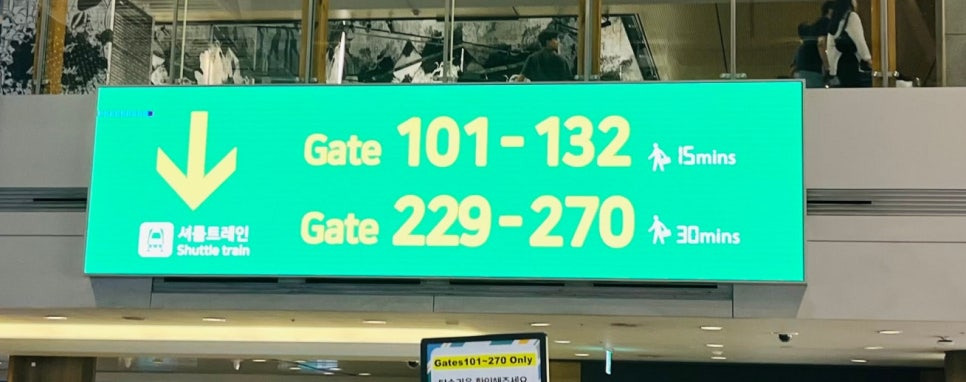 Gate 101 - 132 15mins
Gate 229 - 270 30mins
셔틀트레인
Shuttle train
Gates101~270 Only